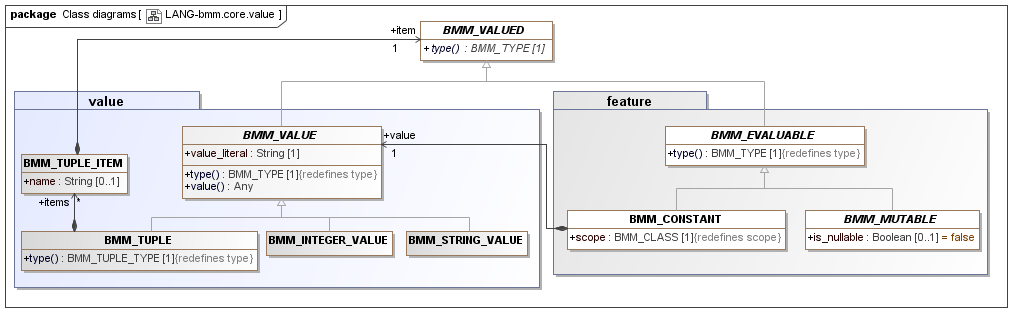 package Class diagrams[ LANG-bmm.core.value ]
BMM_VALUED
+type() : BMM_TYPE [1]
+item
1
value
feature
BMM_VALUE
+value_literal : String [1]
+type() : BMM_TYPE [1]{redefines type}
+value() : Any
+value
1
BMM_EVALUABLE
+type() : BMM_TYPE [1]{redefines type}
BMM_TUPLE_ITEM
+name : String [0..1]
+items
*
BMM_TUPLE
+type() : BMM_TUPLE_TYPE [1]{redefines type}
BMM_INTEGER_VALUE
BMM_STRING_VALUE
BMM_CONSTANT
+scope : BMM_CLASS [1]{redefines scope}
BMM_MUTABLE
+is_nullable : Boolean [0..1] = false